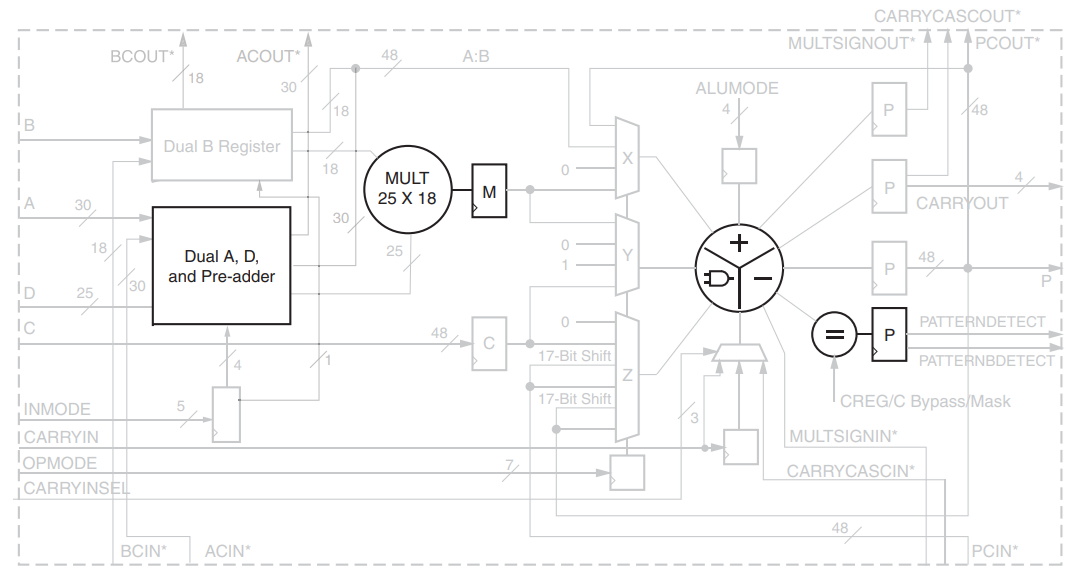 CARRYCASCOUT*
BCOUT*
ACOUT*
48
A:B
MULTSIGNOUT*
PCOUT*
18
30
ALUMODE
4
48
18
P
B
Dual B Register
18
MULT
25 X 18
M
0
X
P
4
CARRYOUT
A
30
30
18
30
25
0
1
Y
+
−
P
48
P
Dual A, D,
and Pre-adder
D
25
C
48
C
0
17-Bit Shift
17-Bit Shift
Z
=
P
PATTERNDETECT
PATTERNBDETECT
4
1
CREG/C Bypass/Mask
INMODE
5
3
CARRYIN
MULTSIGNIN*
OPMODE
7
CARRYCASCIN*
CARRYINSEL
48
BCIN*
ACIN*
PCIN*